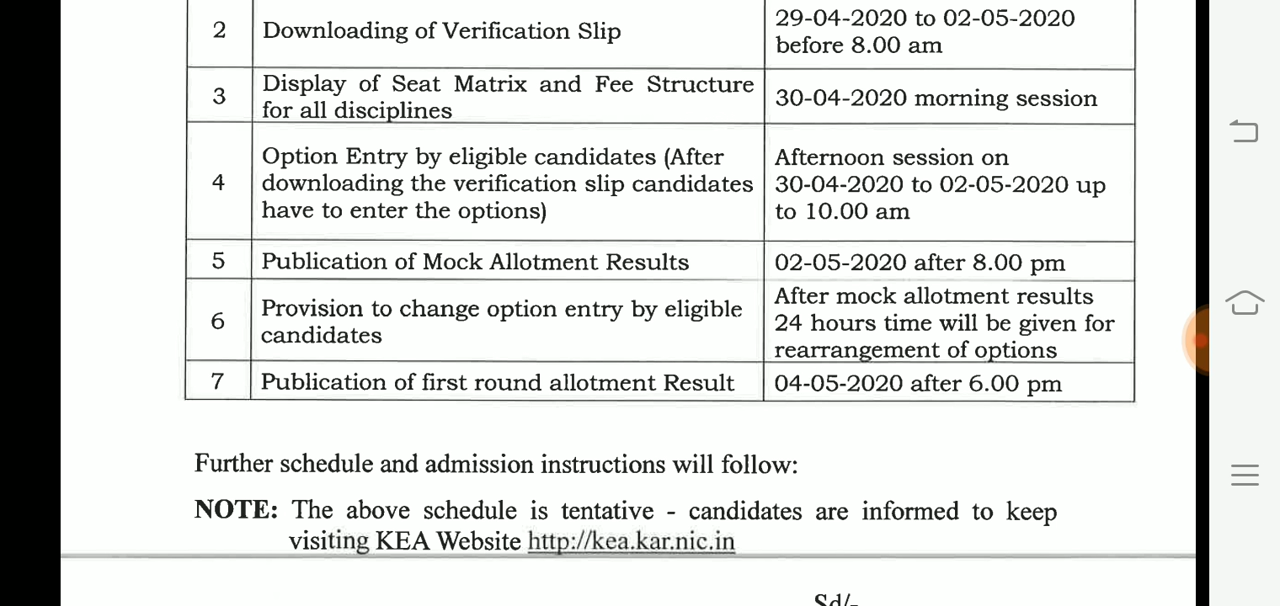 2 Downloading of Verification Slip
29-04-2020 to 02-05-2020
before 8.00 am
3
Display of Seat Matrix and Fee Structure
for all disciplines
30-04-2020 morning session
4
Option Entry by eligible candidates (After
downloading the verification slip candidates
have to enter the options)
Afternoon session on
30-04-2020 to 02-05-2020 up
to 10.00 am
5 Publication of Mock Allotment Results 02-05-2020 after 8.00 pm
6
Provision to change option entry by eligible
candidates
After mock allotment results
24 hours time will be given for
rearrangement of options
7 Publication of first round allotment Result 04-05-2020 after 6.00 pm
Further schedule and admission instructions will follow:
NOTE: The above schedule is tentative - candidates are informed to keep
visiting KEA Website http://kea.kar.nic.in
Sd/-